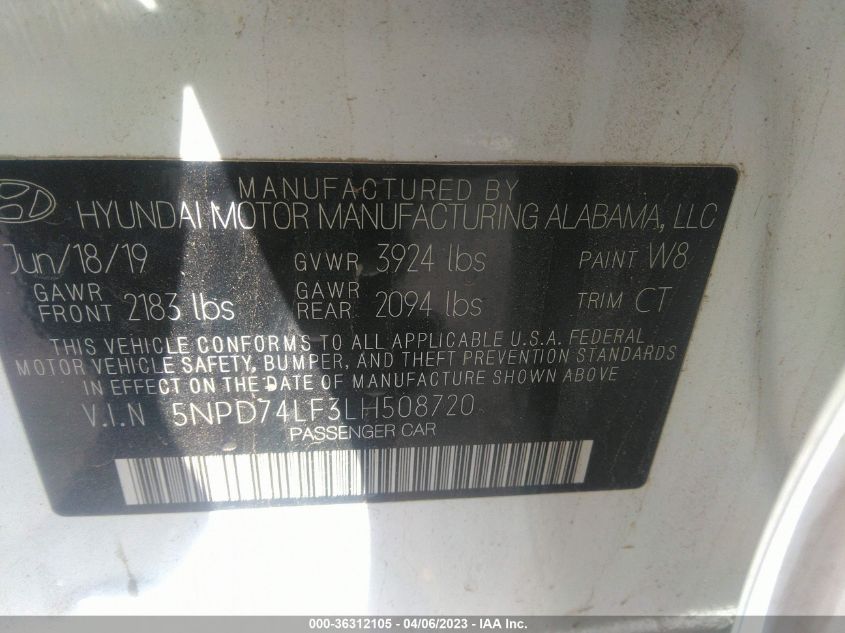 MANUFACTURED BY
HYUNDAI MOTOR MANUFACTURING ALABAMA, LLC
Jun/18/19 GVWR 3924 lbs PAINT W8
GAWR FRONT 2183 lbs GAWR REAR 2094 lbs TRIM CT
THIS VEHICLE CONFORMS TO ALL APPLICABLE U.S.A. FEDERAL
MOTOR VEHICLE SAFETY, BUMPER, AND THEFT PREVENTION STANDARDS
IN EFFECT ON THE DATE OF MANUFACTURE SHOWN ABOVE
V.I.N 5NPD74LF3LH508720
PASSENGER CAR
000-36312105 - 04/06/2023 - IAA Inc.